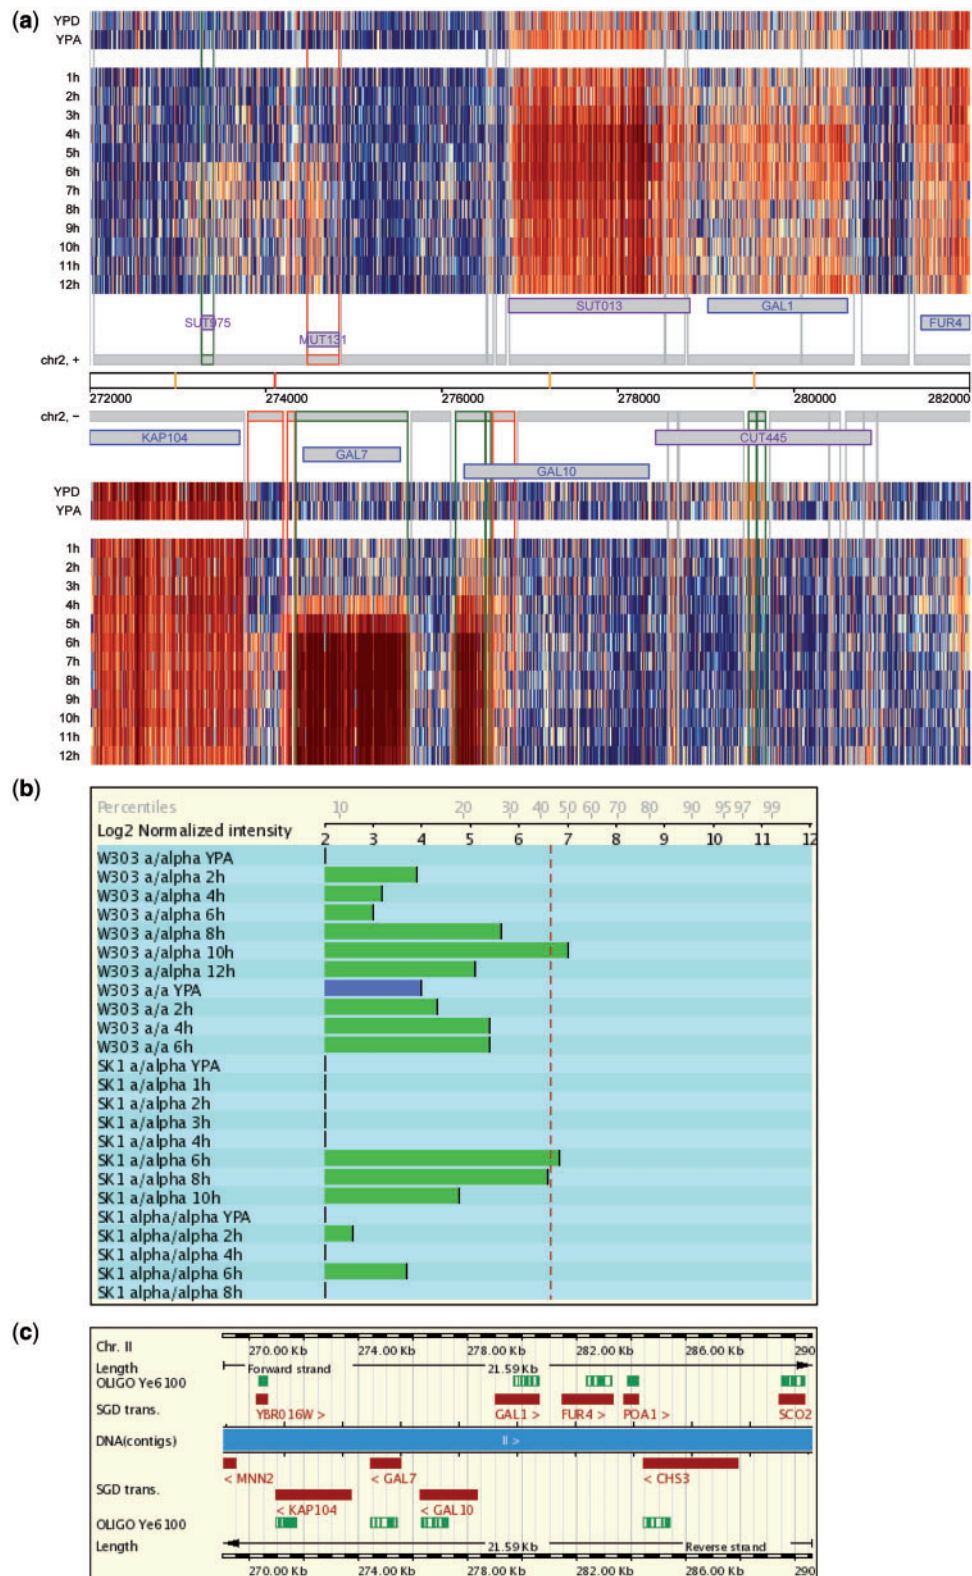 (a)
YPD
YPA
1h
2h
3h
4h
5h
6h
7h
8h
9h
10h
11h
12h
SUT013
GAL1
SUT975
FUR4
MUT131
chr2, +
272000
274000
276000
278000
280000
282000
chr2, −
KAP104
CUT445
GAL7
GAL10
YPD
YPA
1h
2h
3h
4h
5h
6h
7h
8h
9h
10h
11h
12h
(b)
Percentiles 10 20 30 40 50 60 70 80 90 95 97 99
Log2 Normalized intensity 2 3 4 5 6 7 8 9 10 11 12
W303 a/alpha YPA
W303 a/alpha 2h
W303 a/alpha 4h
W303 a/alpha 6h
W303 a/alpha 8h
W303 a/alpha 10h
W303 a/alpha 12h
W303 a/a YPA
W303 a/a 2h
W303 a/a 4h
W303 a/a 6h
SK1 a/alpha YPA
SK1 a/alpha 1h
SK1 a/alpha 2h
SK1 a/alpha 3h
SK1 a/alpha 4h
SK1 a/alpha 6h
SK1 a/alpha 8h
SK1 a/alpha 10h
SK1 alpha/alpha YPA
SK1 alpha/alpha 2h
SK1 alpha/alpha 4h
SK1 alpha/alpha 6h
SK1 alpha/alpha 8h
(c)
Chr. II 270.00 Kb 274.00 Kb 278.00 Kb 282.00 Kb 286.00 Kb 290
Length Forward strand 21.59 Kb
OLIGO Ye6100
SGD trans. YBR016W > GAL1 > FUR4 > POA1 > SCO2
DNA(contigs) II >
< MNN2 < GAL7 < CHS3
SGD trans.
< KAP104 < GAL10
OLIGO Ye6100
Length 21.59 Kb Reverse strand
270.00 Kb 274.00 Kb 278.00 Kb 282.00 Kb 286.00 Kb 290